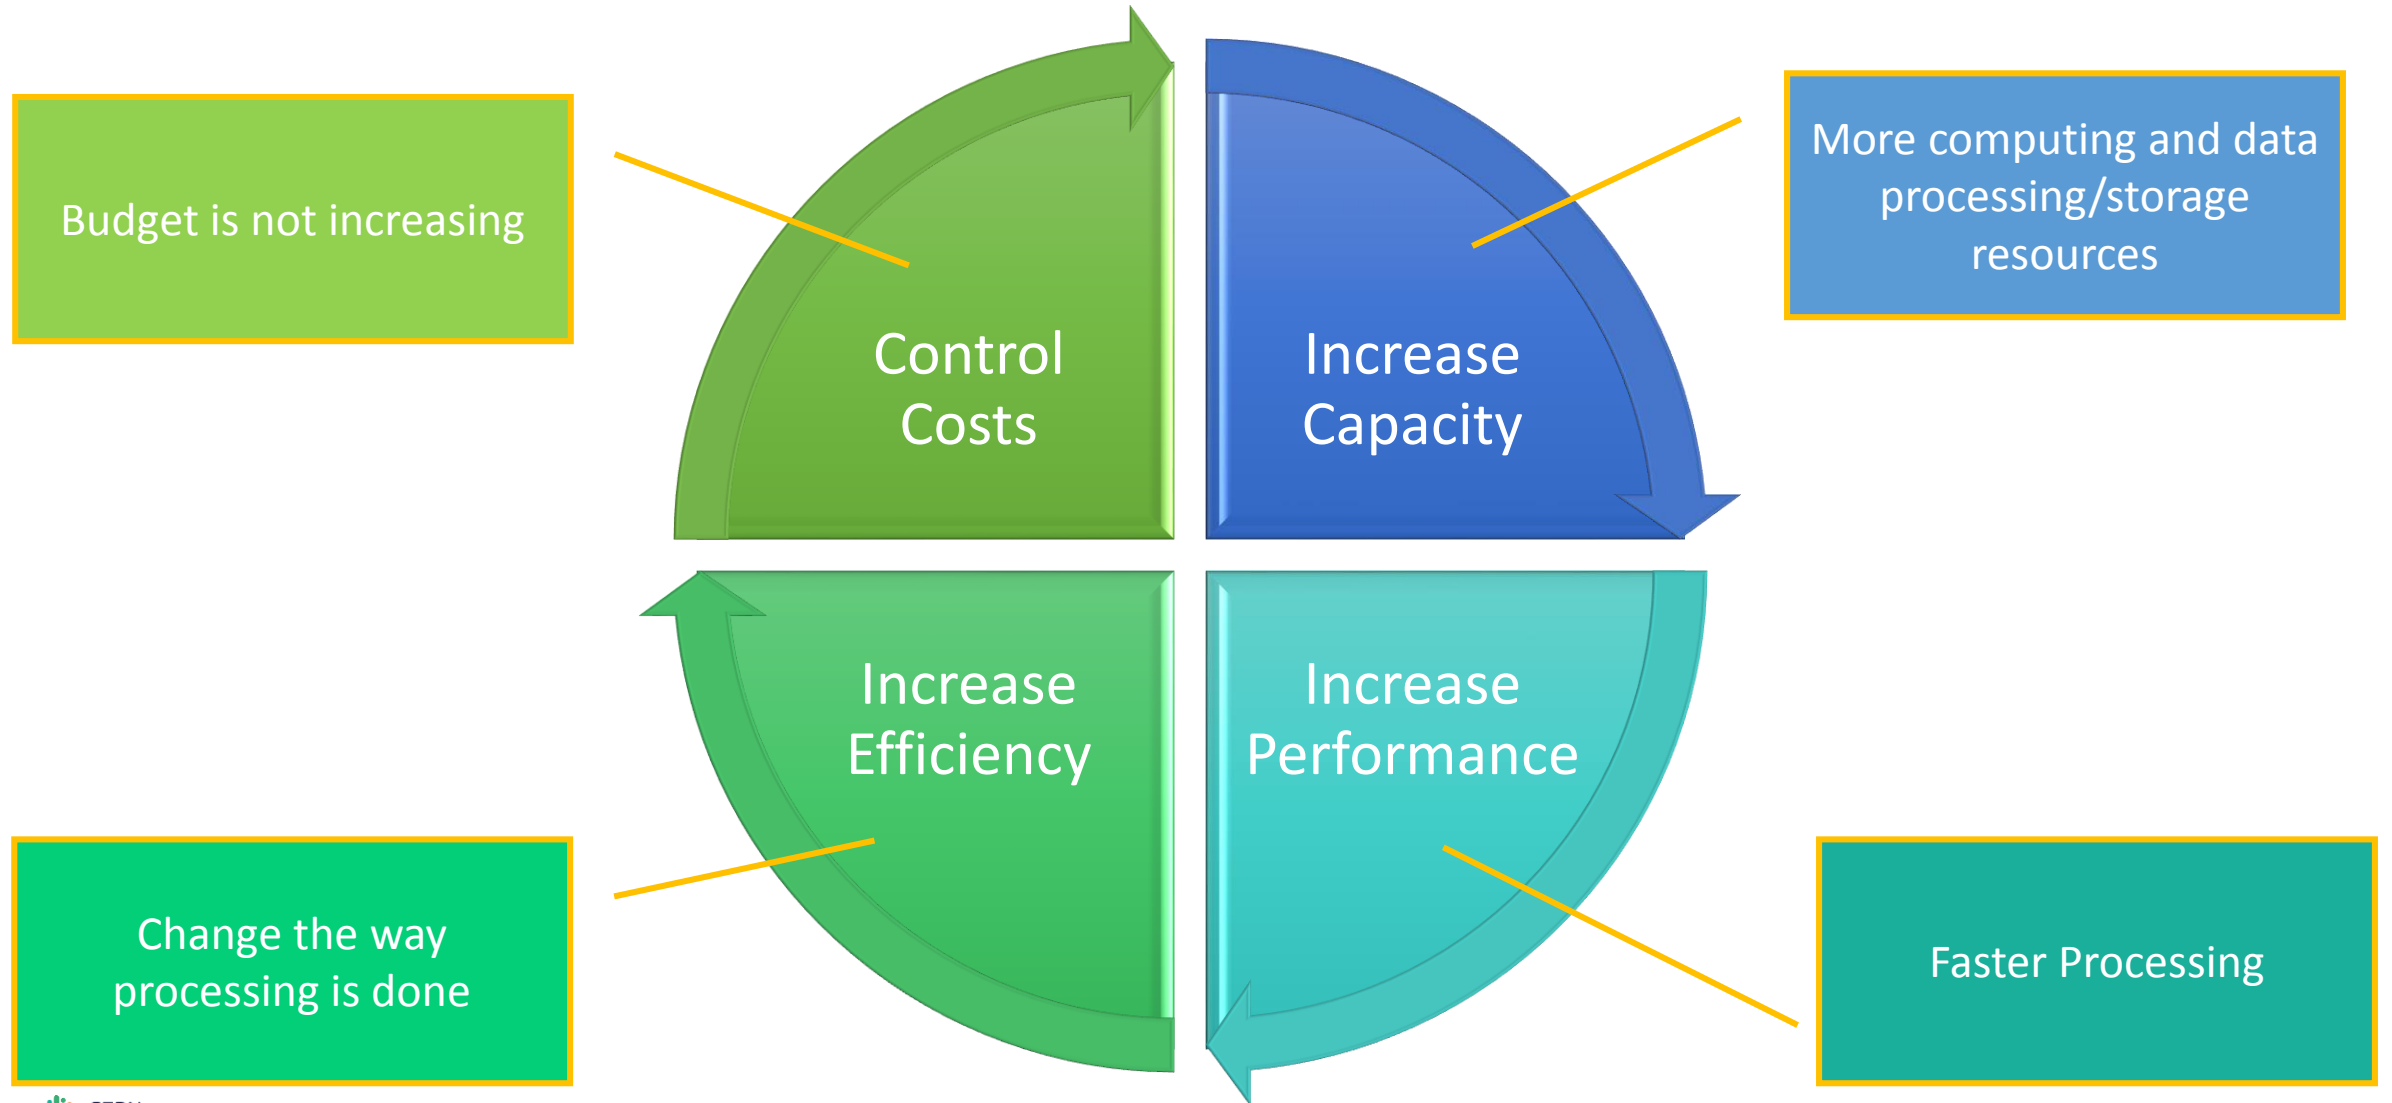 Budget is not increasing
Control
Costs
Increase
Capacity
More computing and data
processing/storage
resources
Increase
Efficiency
Increase
Performance
Change the way
processing is done
Faster Processing